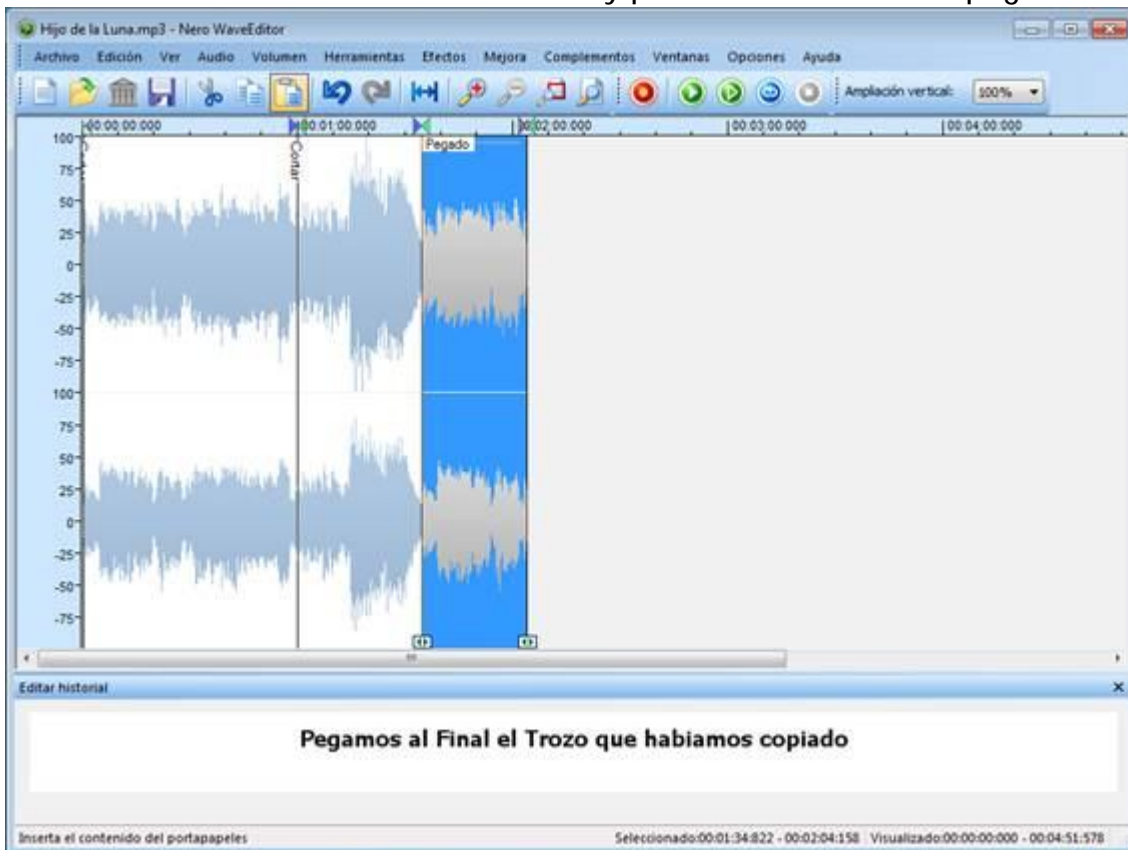 Hijo de la Luna.mp3 - Nero WaveEditor
Archivo Edición Ver Audio Volumen Herramientas Efectos Mejora Complementos Ventanas Opciones Ayuda
Ampliación vertical: 100%
00:00:00:000 00:01:00:000 00:02:00:000 00:03:00:000 00:04:00:000
Cortar
Pegado
100
75
50
25
0
-25
-50
-75
100
75
50
25
0
-25
-50
-75
Editar historial
Pegamos al Final el Trozo que habiamos copiado
Inserta el contenido del portapapeles Seleccionado:00:01:34:822 - 00:02:04:158 Visualizado:00:00:00:000 - 00:04:51:578